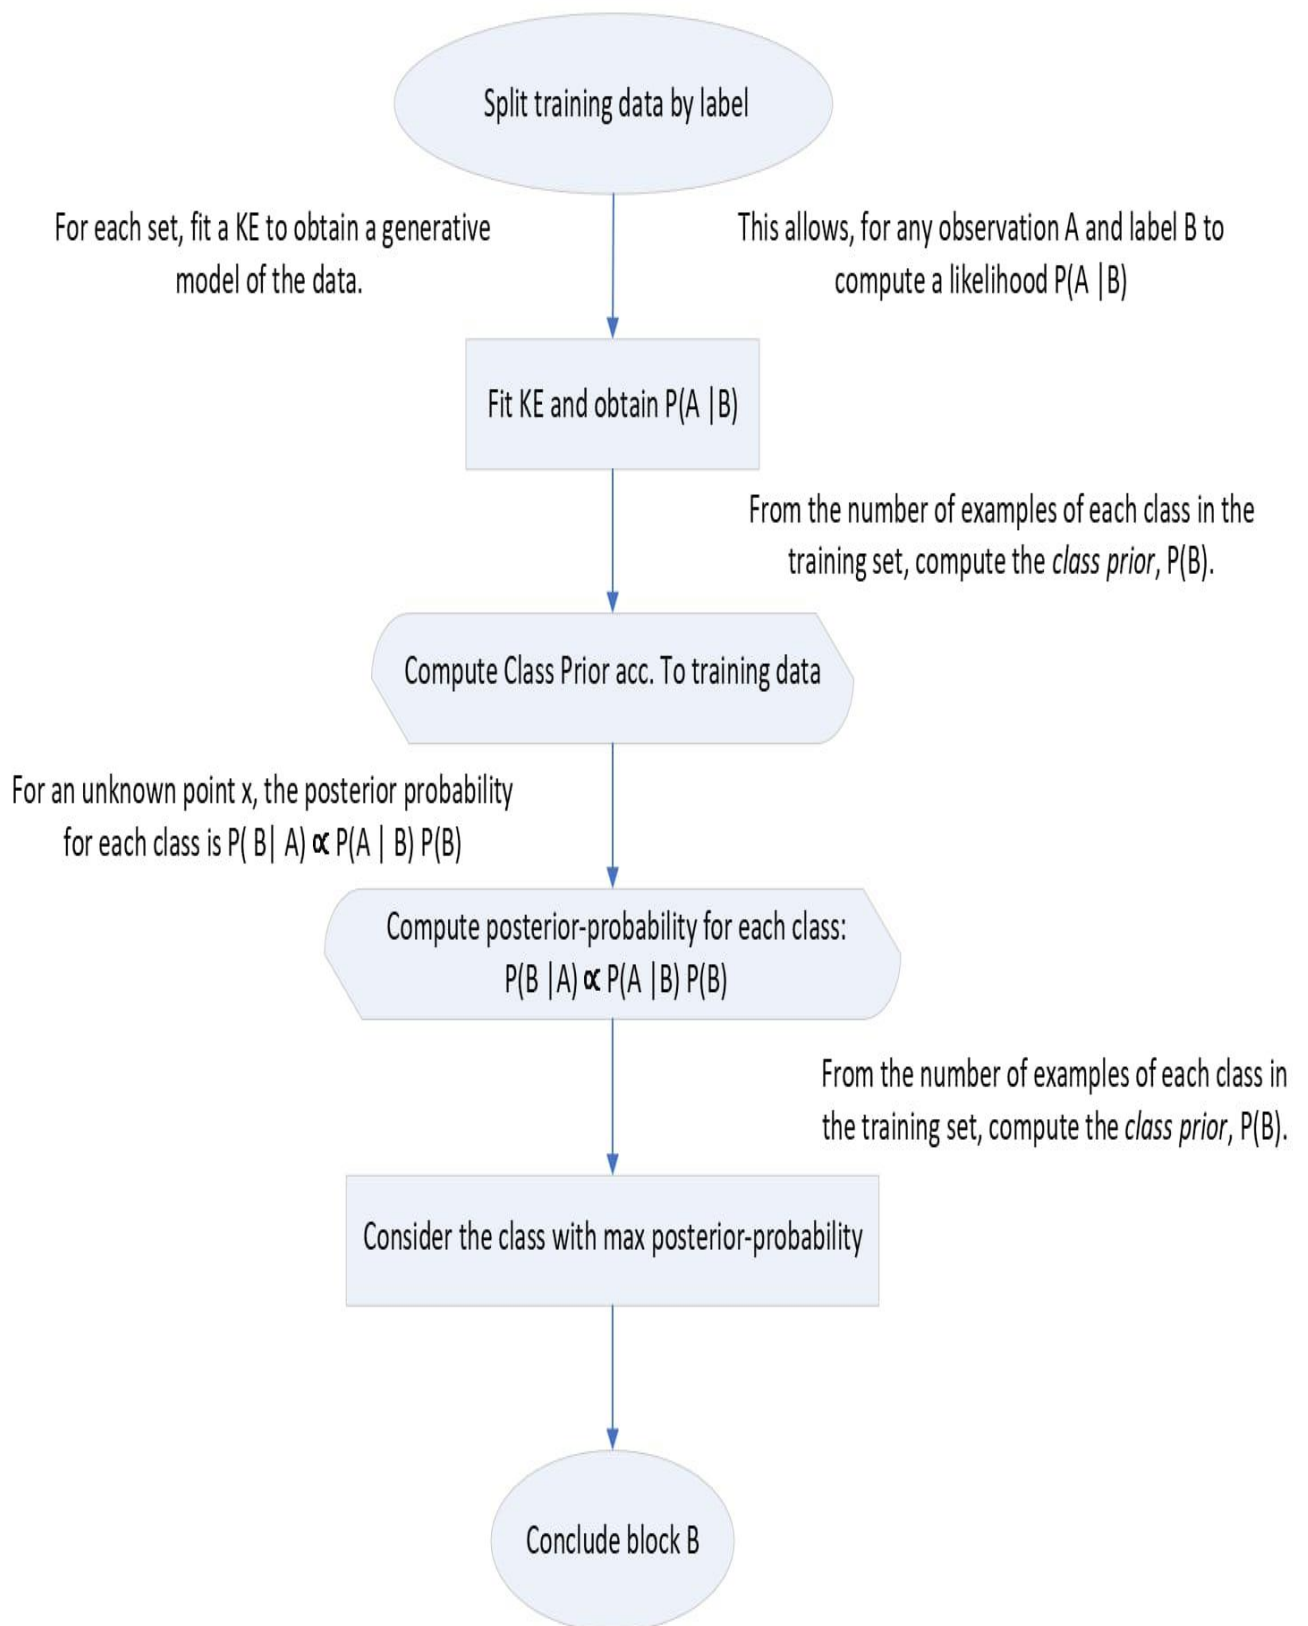 Split training data by label
For each set, fit a KE to obtain a generative
model of the data.
This allows, for any observation A and label B to
compute a likelihood P(A |B)
Fit KE and obtain P(A |B)
From the number of examples of each class in the
training set, compute the class prior, P(B).
Compute Class Prior acc. To training data
For an unknown point x, the posterior probability
for each class is P( B| A) ∝ P(A | B) P(B)
Compute posterior-probability for each class:
P(B |A) ∝ P(A |B) P(B)
From the number of examples of each class in
the training set, compute the class prior, P(B).
Consider the class with max posterior-probability
Conclude block B